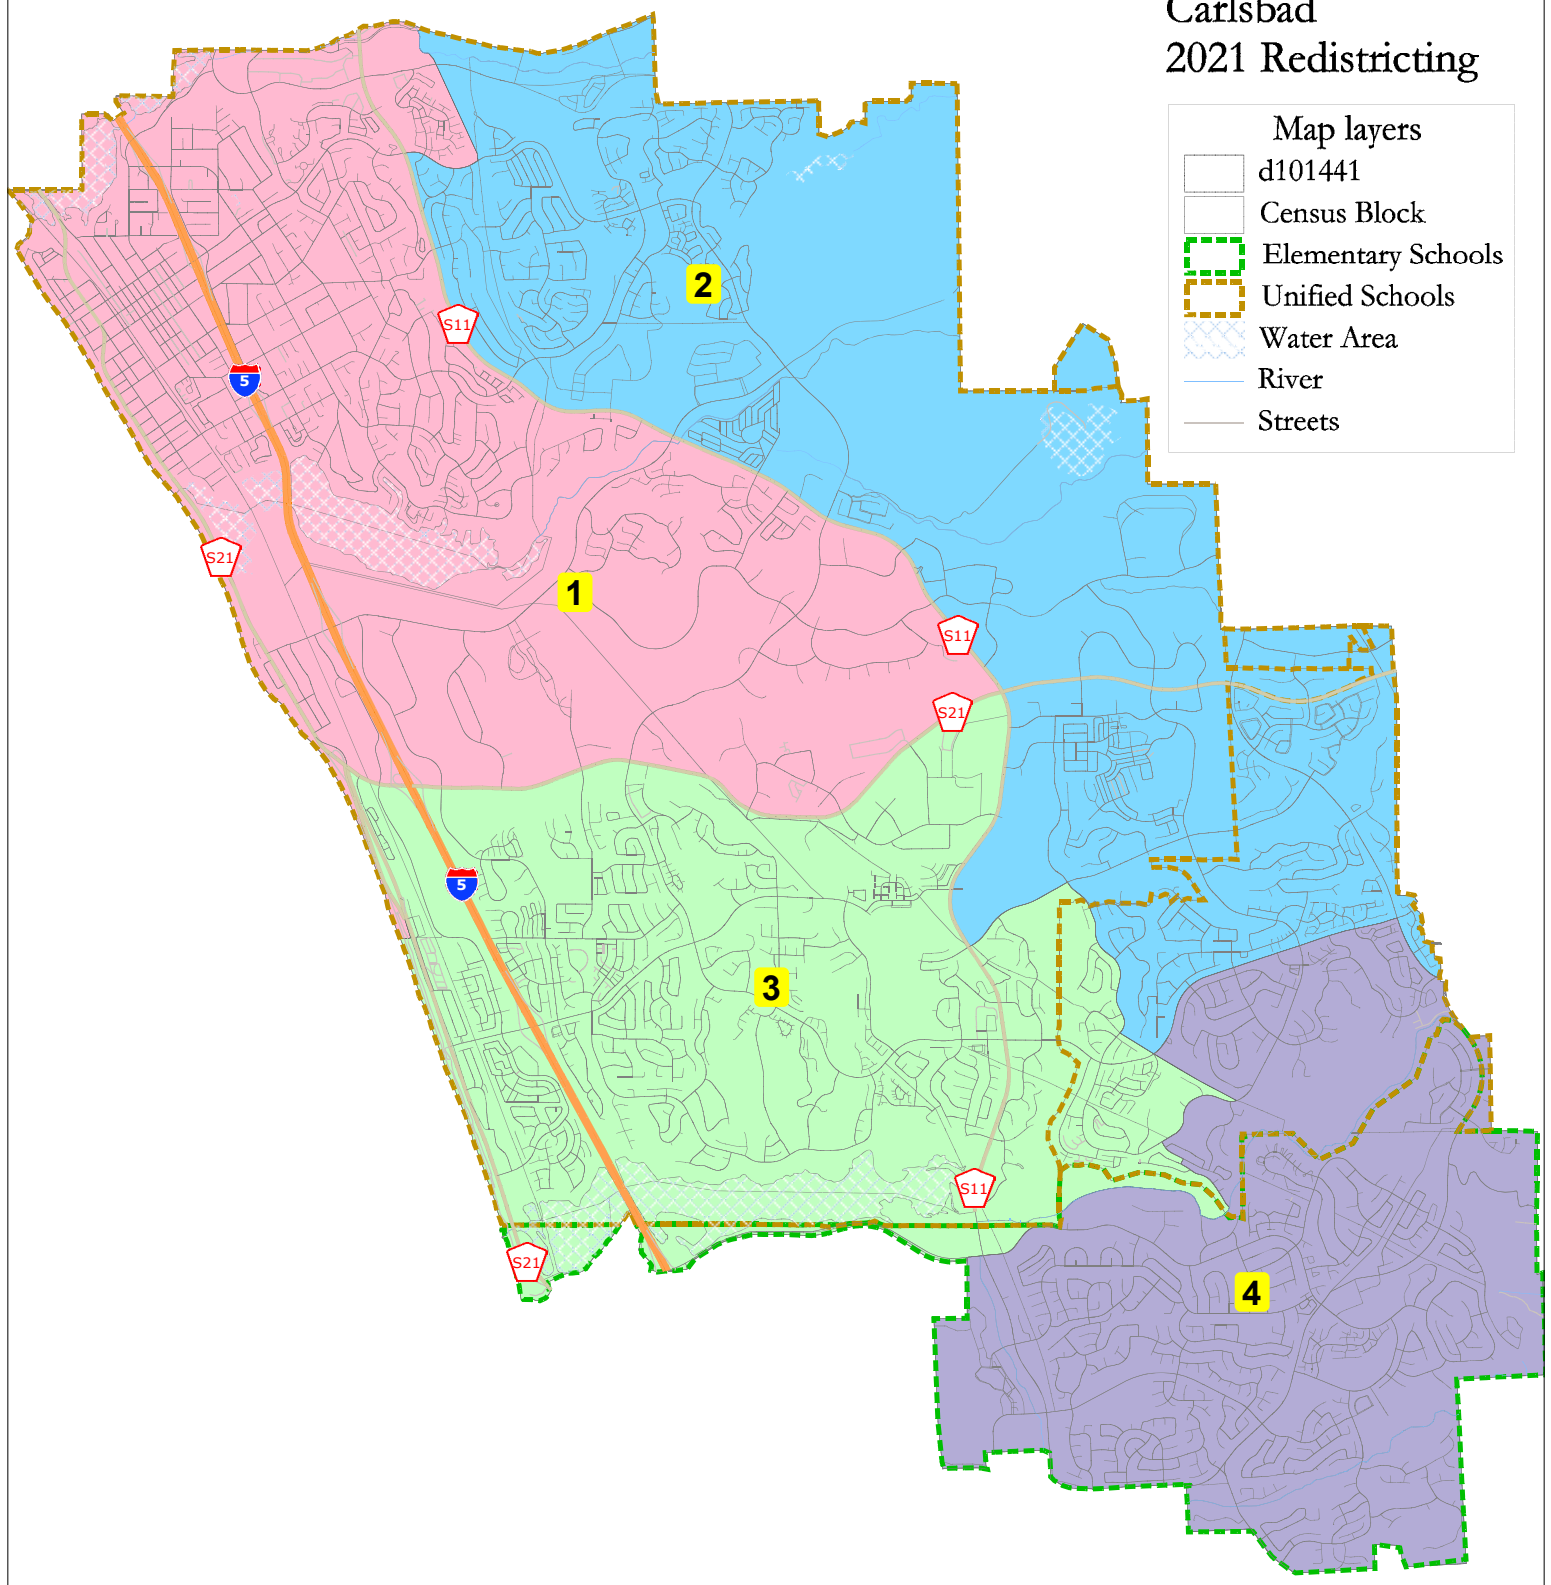 Carlsbad
2021 Redistricting
Map layers
d101441
Census Block
Elementary Schools
Unified Schools
Water Area
River
Streets
2
S11
5
S21
1
S11
S21
5
3
S11
S21
4